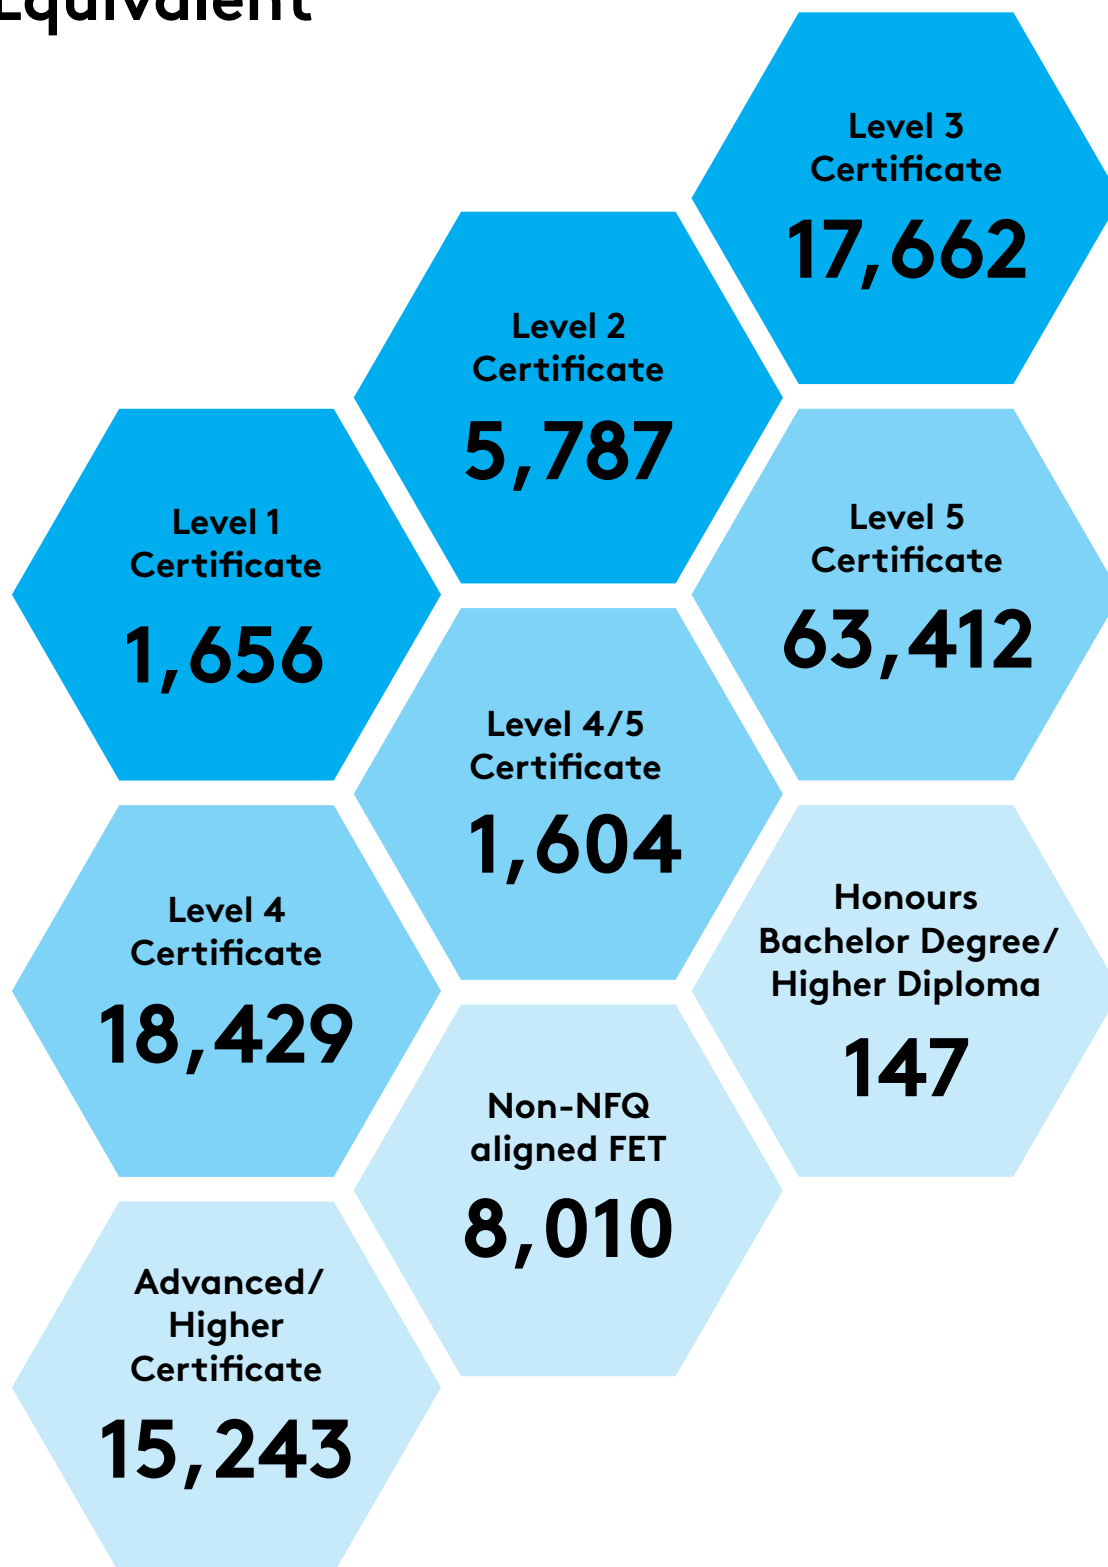 Equivalent
Level 3
Certificate
17,662
Level 2
Certificate
5,787
Level 1
Certificate
1,656
Level 5
Certificate
63,412
Level 4/5
Certificate
1,604
Level 4
Certificate
18,429
Honours
Bachelor Degree/
Higher Diploma
147
Non-NFQ
aligned FET
8,010
Advanced/
Higher
Certificate
15,243